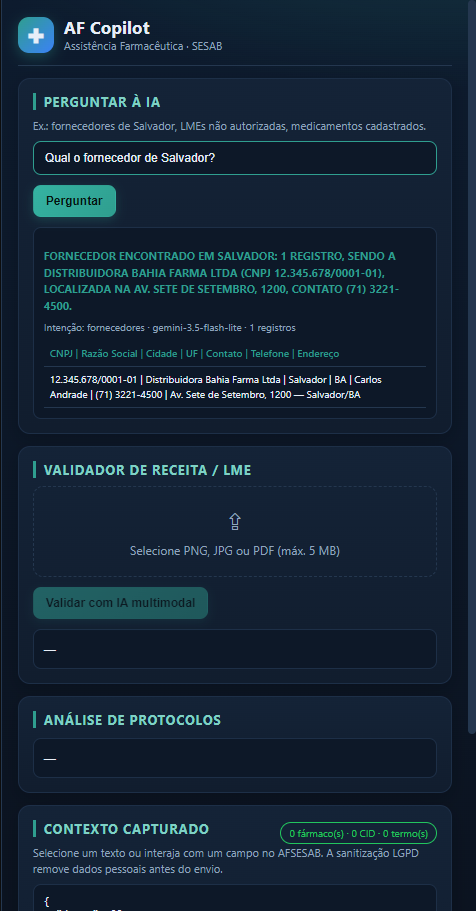 AF Copilot
Assistência Farmacêutica · SESAB
PERGUNTAR À IA
Ex.: fornecedores de Salvador, LMEs não autorizadas, medicamentos cadastrados.
Qual o fornecedor de Salvador?
Perguntar
FORNECEDOR ENCONTRADO EM SALVADOR: 1 REGISTRO, SENDO A
DISTRIBUIDORA BAHIA FARMA LTDA (CNPJ 12.345.678/0001-01),
LOCALIZADA NA AV. SETE DE SETEMBRO, 1200, CONTATO (71) 3221-
4500.
Intenção: fornecedores · gemini-3.5-flash-lite · 1 registros
CNPJ | Razão Social | Cidade | UF | Contato | Telefone | Endereço
12.345.678/0001-01 | Distribuidora Bahia Farma Ltda | Salvador | BA | Carlos
Andrade | (71) 3221-4500 | Av. Sete de Setembro, 1200 — Salvador/BA
VALIDADOR DE RECEITA / LME
Selecione PNG, JPG ou PDF (máx. 5 MB)
Validar com IA multimodal
—
ANÁLISE DE PROTOCOLOS
—
CONTEXTO CAPTURADO
0 fármaco(s) · 0 CID · 0 termo(s)
Selecione um texto ou interaja com um campo no AFSESAB. A sanitização LGPD
remove dados pessoais antes do envio.
{